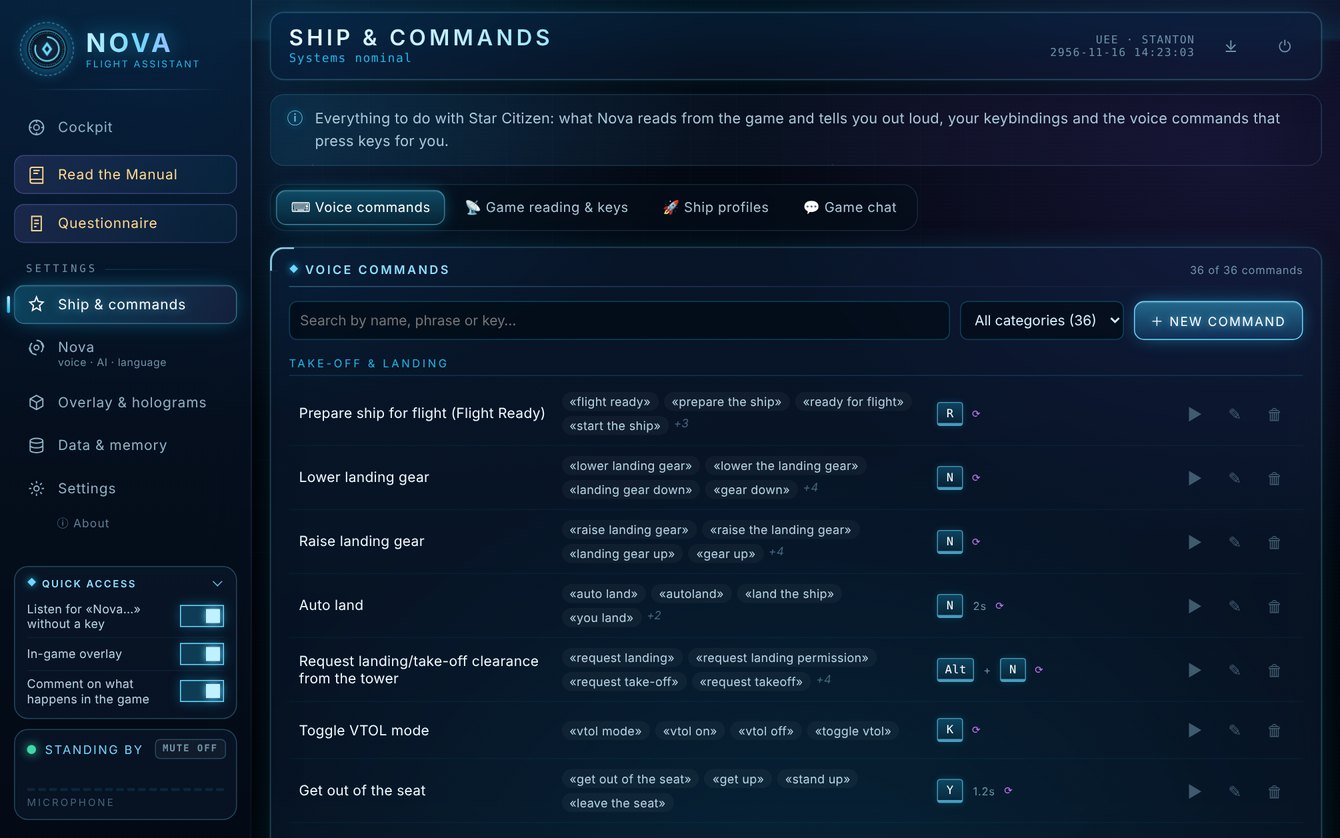 NOVA
FLIGHT ASSISTANT
Cockpit
Read the Manual
Questionnaire
SETTINGS
Ship & commands
Nova
voice · AI · language
Overlay & holograms
Data & memory
Settings
ⓘ About
QUICK ACCESS
Listen for «Nova...»
without a key
In-game overlay
Comment on what
happens in the game
STANDING BY MUTE OFF
MICROPHONE
SHIP & COMMANDS
Systems nominal
UEE · STANTON
2956-11-16 14:23:03
Everything to do with Star Citizen: what Nova reads from the game and tells you out loud, your keybindings and the voice commands that
press keys for you.
Voice commands Game reading & keys Ship profiles Game chat
VOICE COMMANDS 36 of 36 commands
Search by name, phrase or key... All categories (36) + NEW COMMAND
TAKE-OFF & LANDING
Prepare ship for flight (Flight Ready) «flight ready» «prepare the ship» «ready for flight» R
«start the ship» +3
Lower landing gear «lower landing gear» «lower the landing gear» N
«landing gear down» «gear down» +4
Raise landing gear «raise landing gear» «raise the landing gear» N
«landing gear up» «gear up» +4
Auto land «auto land» «autoland» «land the ship» N 2s
«you land» +2
Request landing/take-off clearance «request landing» «request landing permission» Alt + N
from the tower «request take-off» «request takeoff» +4
Toggle VTOL mode «vtol mode» «vtol on» «vtol off» «toggle vtol» K
Get out of the seat «get out of the seat» «get up» «stand up» Y 1.2s
«leave the seat»